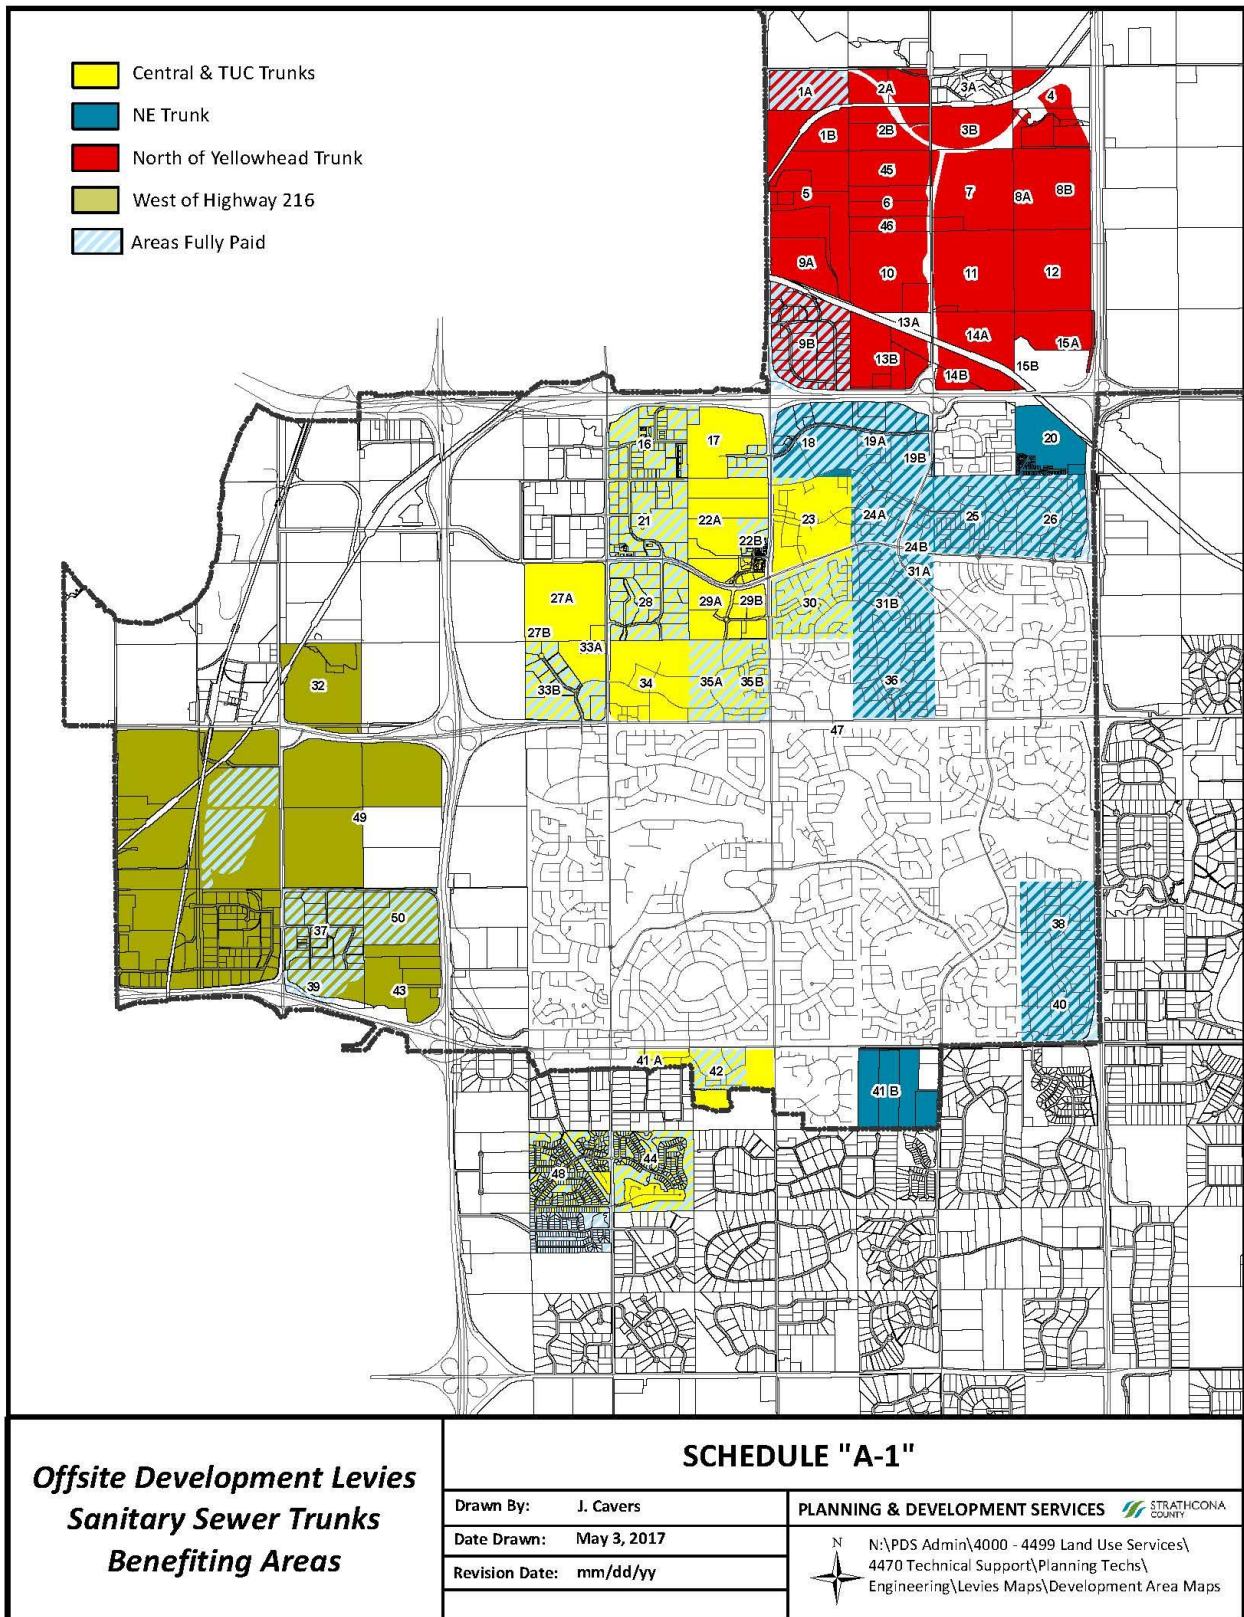 Central & TUC Trunks
NE Trunk
North of Yellowhead Trunk
West of Highway 216
Areas Fully Paid
1A
2A
3A
4
1B
2B
3B
45
5
6
7
8A
8B
46
9A
10
11
12
13A
14A
15A
9B
13B
14B
15B
16
17
18
19A
19B
20
21
22A
22B
23
24A
24B
25
26
27A
27B
28
29A
29B
30
31A
31B
32
33A
33B
34
35A
35B
36
47
49
50
37
38
39
43
40
41 A
42
41 B
44
48
Offsite Development Levies
Sanitary Sewer Trunks
Benefiting Areas
SCHEDULE "A-1"
Drawn By: J. Cavers
Date Drawn: May 3, 2017
Revision Date: mm/dd/yy
PLANNING & DEVELOPMENT SERVICES
STRATHCONA
COUNTY
N
N:\PDS Admin\4000 - 4499 Land Use Services\
4470 Technical Support\Planning Techs\
Engineering\Levies Maps\Development Area Maps